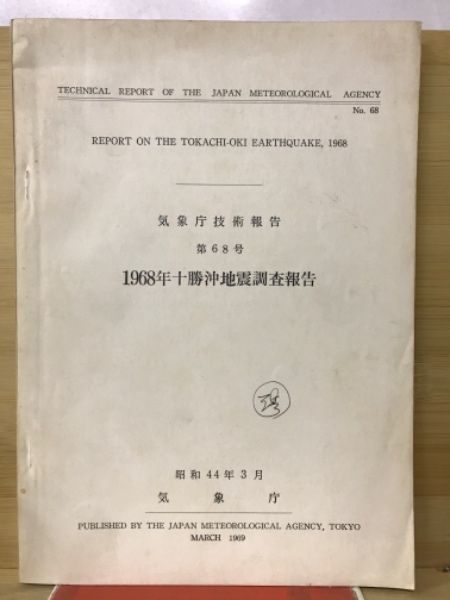 TECHNICAL REPORT OF THE JAPAN METEOROLOGICAL AGENCY
No. 68
REPORT ON THE TOKACHI-OKI EARTHQUAKE, 1968
気象庁技術報告
第68号
1968年十勝沖地震調査報告
昭和44年3月
気象庁
PUBLISHED BY THE JAPAN METEOROLOGICAL AGENCY, TOKYO
MARCH 1969